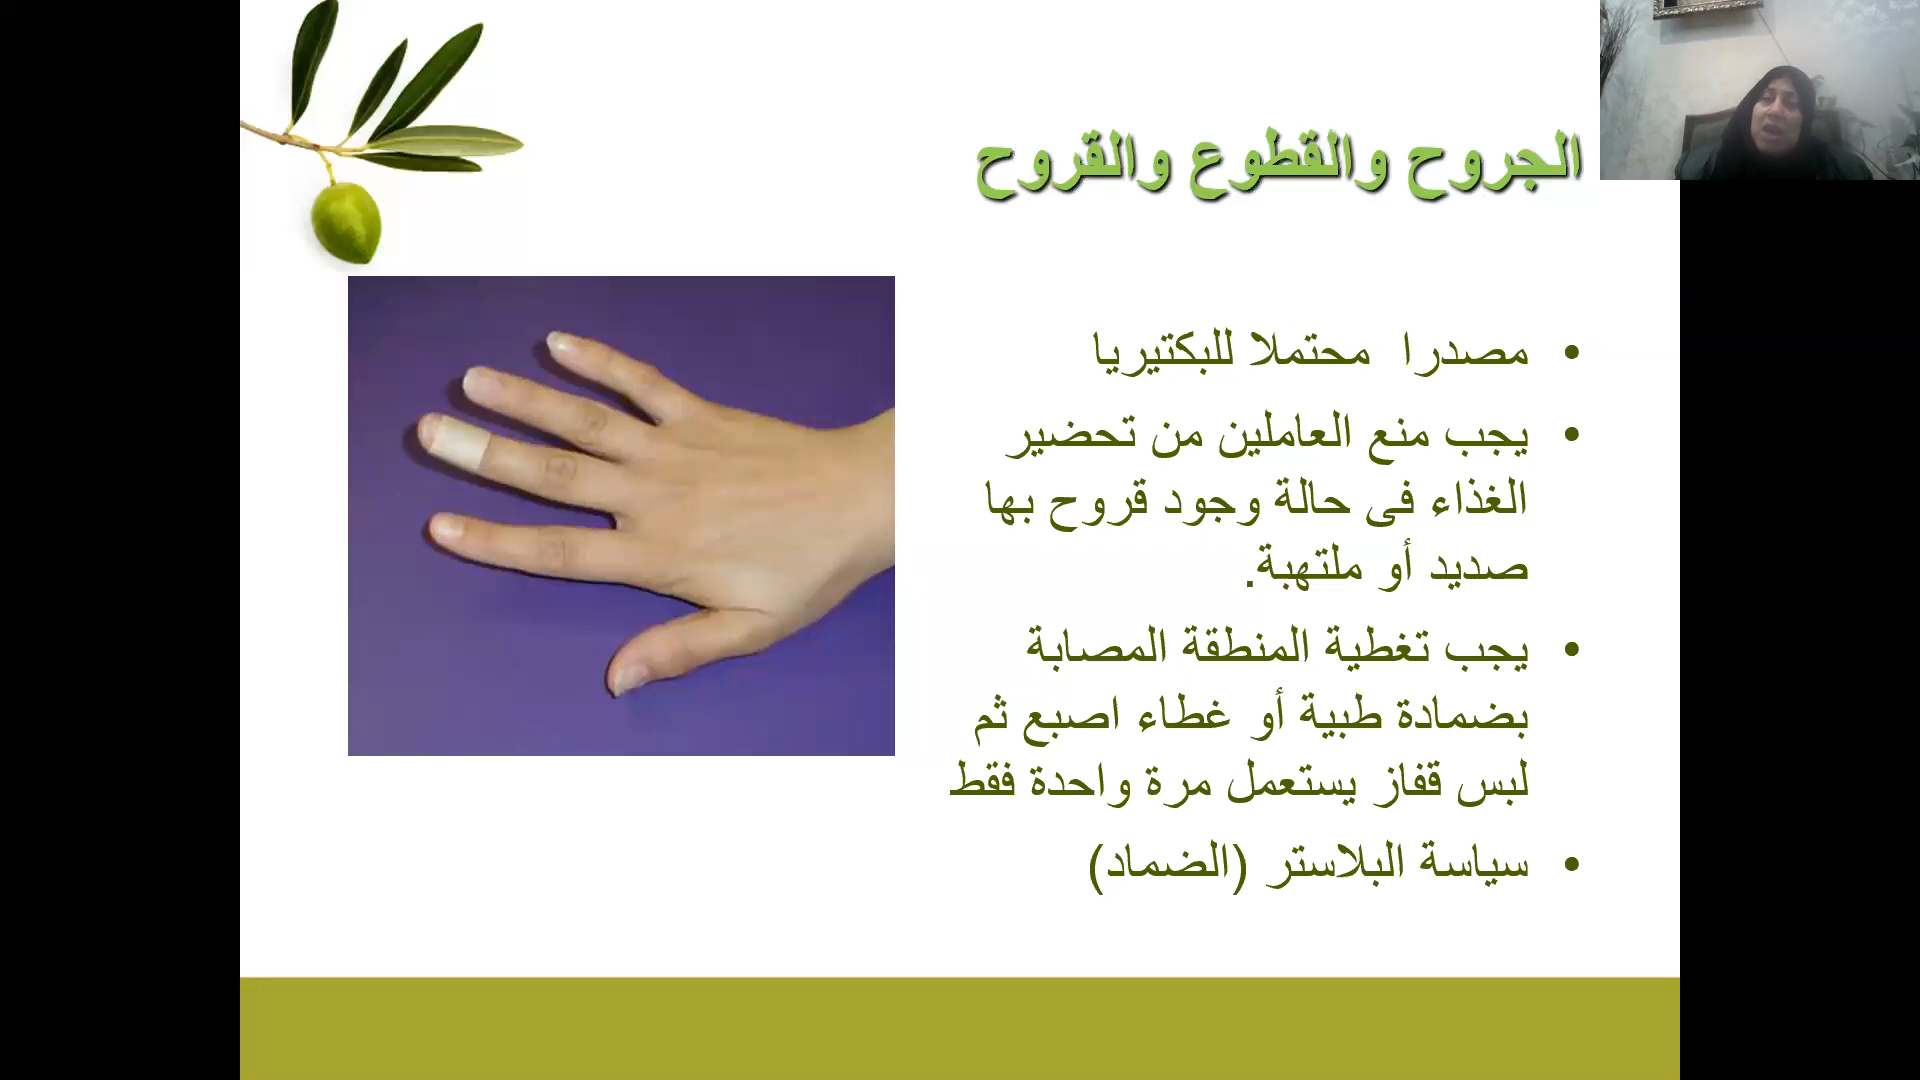 الجروح والقطوع والقروح
• مصدرا محتملا للبكتيريا
• يجب منع العاملين من تحضير
الغذاء فى حالة وجود قروح بها
صديد أو ملتهبة.
• يجب تغطية المنطقة المصابة
بضمادة طبية أو غطاء اصبع ثم
لبس قفاز يستعمل مرة واحدة فقط
• سياسة البلاستر (الضماد)